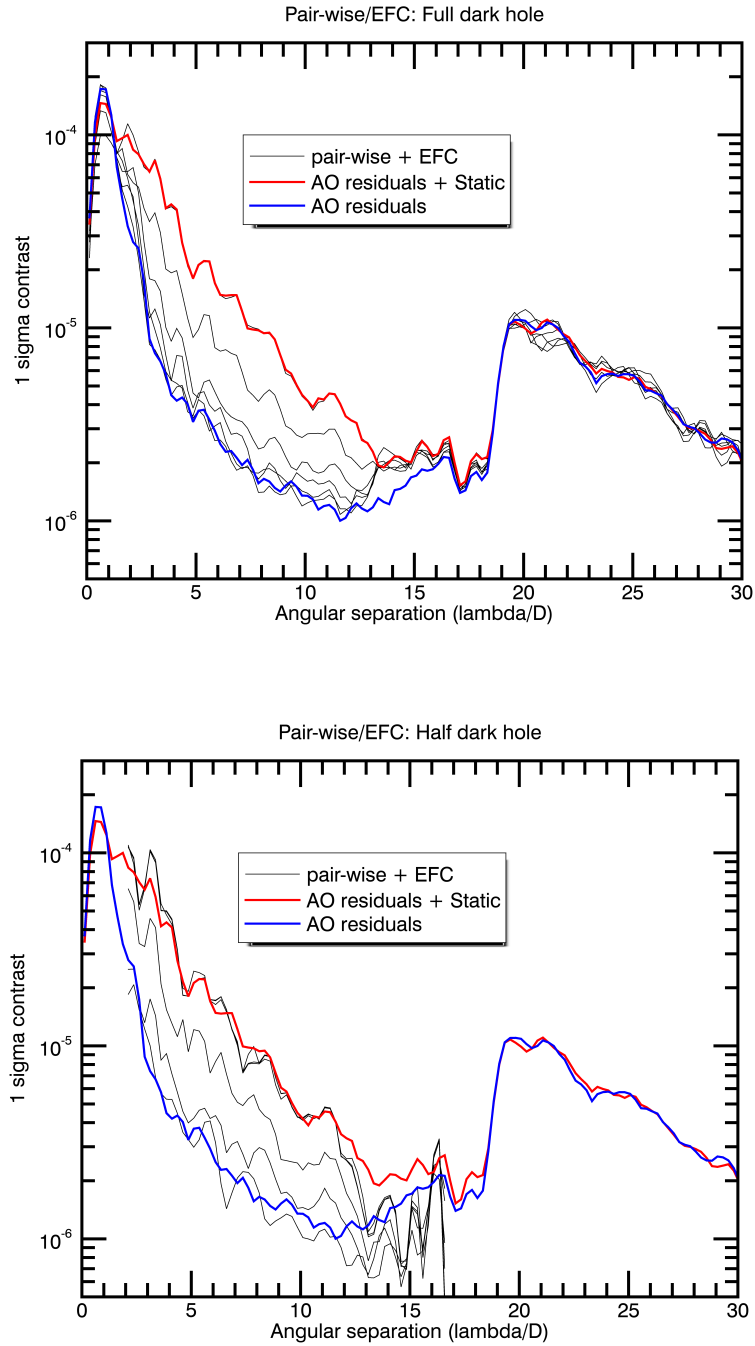 Pair-wise/EFC: Full dark hole
10-4
10-5
10-6
1 sigma contrast
pair-wise + EFC
AO residuals + Static
AO residuals
0 5 10 15 20 25 30
Angular separation (lambda/D)
Pair-wise/EFC: Half dark hole
10-4
10-5
10-6
1 sigma contrast
pair-wise + EFC
AO residuals + Static
AO residuals
0 5 10 15 20 25 30
Angular separation (lambda/D)